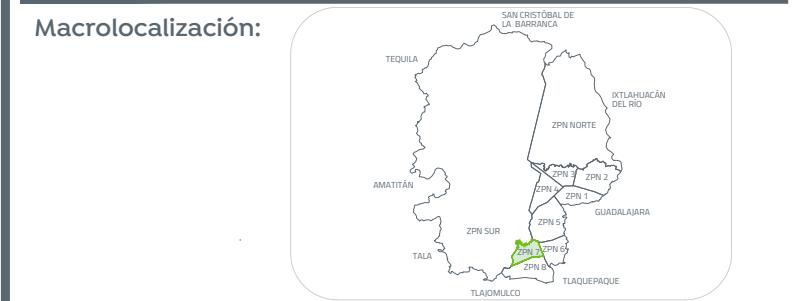 Macrolocalización:
SAN CRISTÓBAL DE
LA BARRANCA
TEQUILA
IXTLAHUACÁN
DEL RÍO
ZPN NORTE
ZPN 3
ZPN 2
AMATITÁN
ZPN 4
ZPN 1
GUADALAJARA
ZPN 5
ZPN SUR
ZPN 6
ZPN 7
TALA
ZPN 8
TLAQUEPAQUE
TLAJOMULCO